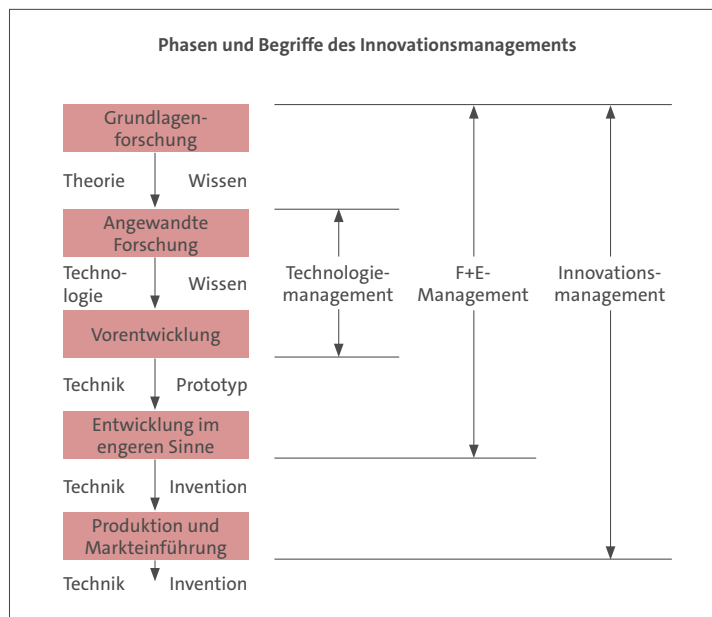 Phasen und Begriffe des Innovationsmanagements
Grundlagen-
forschung
Theorie Wissen
Angewandte
Forschung
Techno-
logie
Wissen
Technologie-
management
F+E-
Management
Innovations-
management
Vorentwicklung
Technik Prototyp
Entwicklung im
engeren Sinne
Technik Invention
Produktion und
Markteinführung
Technik Invention